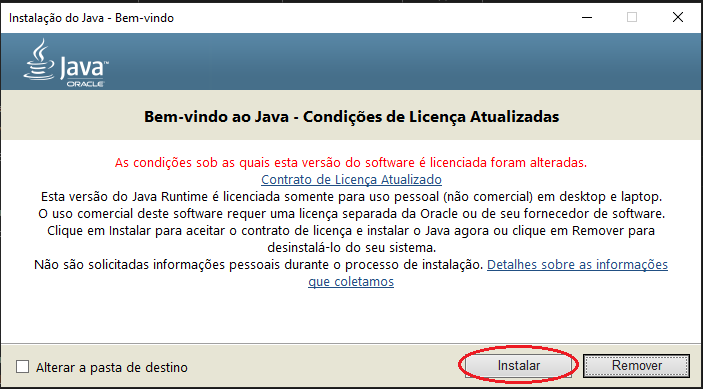 Instalação do Java - Bem-vindo
Java™
ORACLE
Bem-vindo ao Java - Condições de Licença Atualizadas
As condições sob as quais esta versão do software é licenciada foram alteradas.
Contrato de Licença Atualizado
Esta versão do Java Runtime é licenciada somente para uso pessoal (não comercial) em desktop e laptop.
O uso comercial deste software requer uma licença separada da Oracle ou de seu fornecedor de software.
Clique em Instalar para aceitar o contrato de licença e instalar o Java agora ou clique em Remover para
desinstalá-lo do seu sistema.
Não são solicitadas informações pessoais durante o processo de instalação. Detalhes sobre as informações
que coletamos
Alterar a pasta de destino
Instalar
Remover